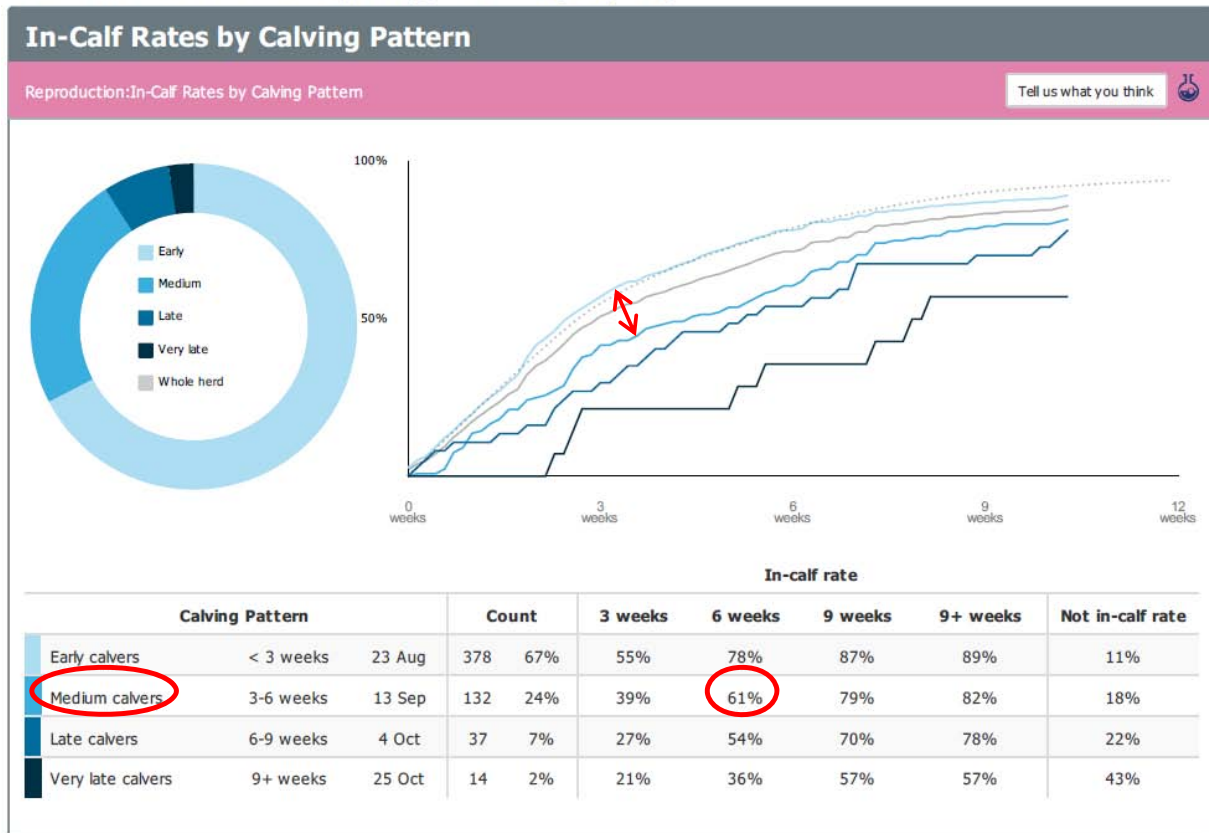 In-Calf Rates by Calving Pattern
Reproduction:In-Calf Rates by Calving Pattern
Tell us what you think
100%
50%
Early
Medium
Late
Very late
Whole herd
0 weeks
3 weeks
6 weeks
9 weeks
12 weeks
In-calf rate
Calving Pattern Count 3 weeks 6 weeks 9 weeks 9+ weeks Not in-calf rate
Early calvers < 3 weeks 23 Aug 378 67% 55% 78% 87% 89% 11%
Medium calvers 3-6 weeks 13 Sep 132 24% 39% 61% 79% 82% 18%
Late calvers 6-9 weeks 4 Oct 37 7% 27% 54% 70% 78% 22%
Very late calvers 9+ weeks 25 Oct 14 2% 21% 36% 57% 57% 43%